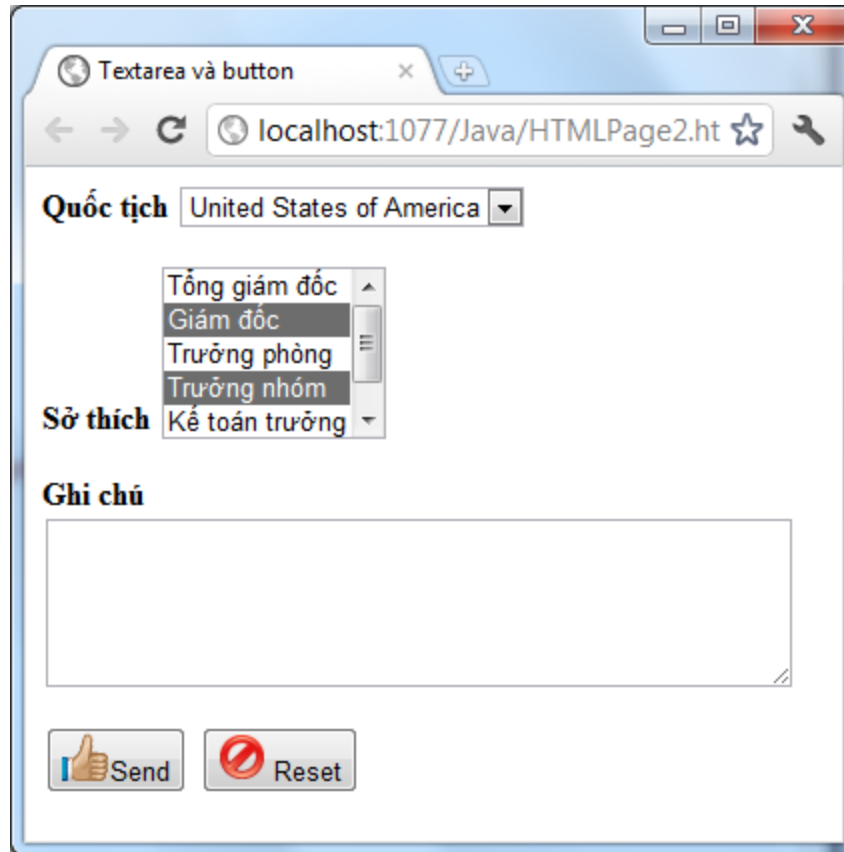 Textarea và button
localhost:1077/Java/HTMLPage2.ht
Quốc tịch United States of America
Tổng giám đốc
Giám đốc
Trưởng phòng
Trưởng nhóm
Sở thích Kế toán trưởng
Ghi chú
Send Reset